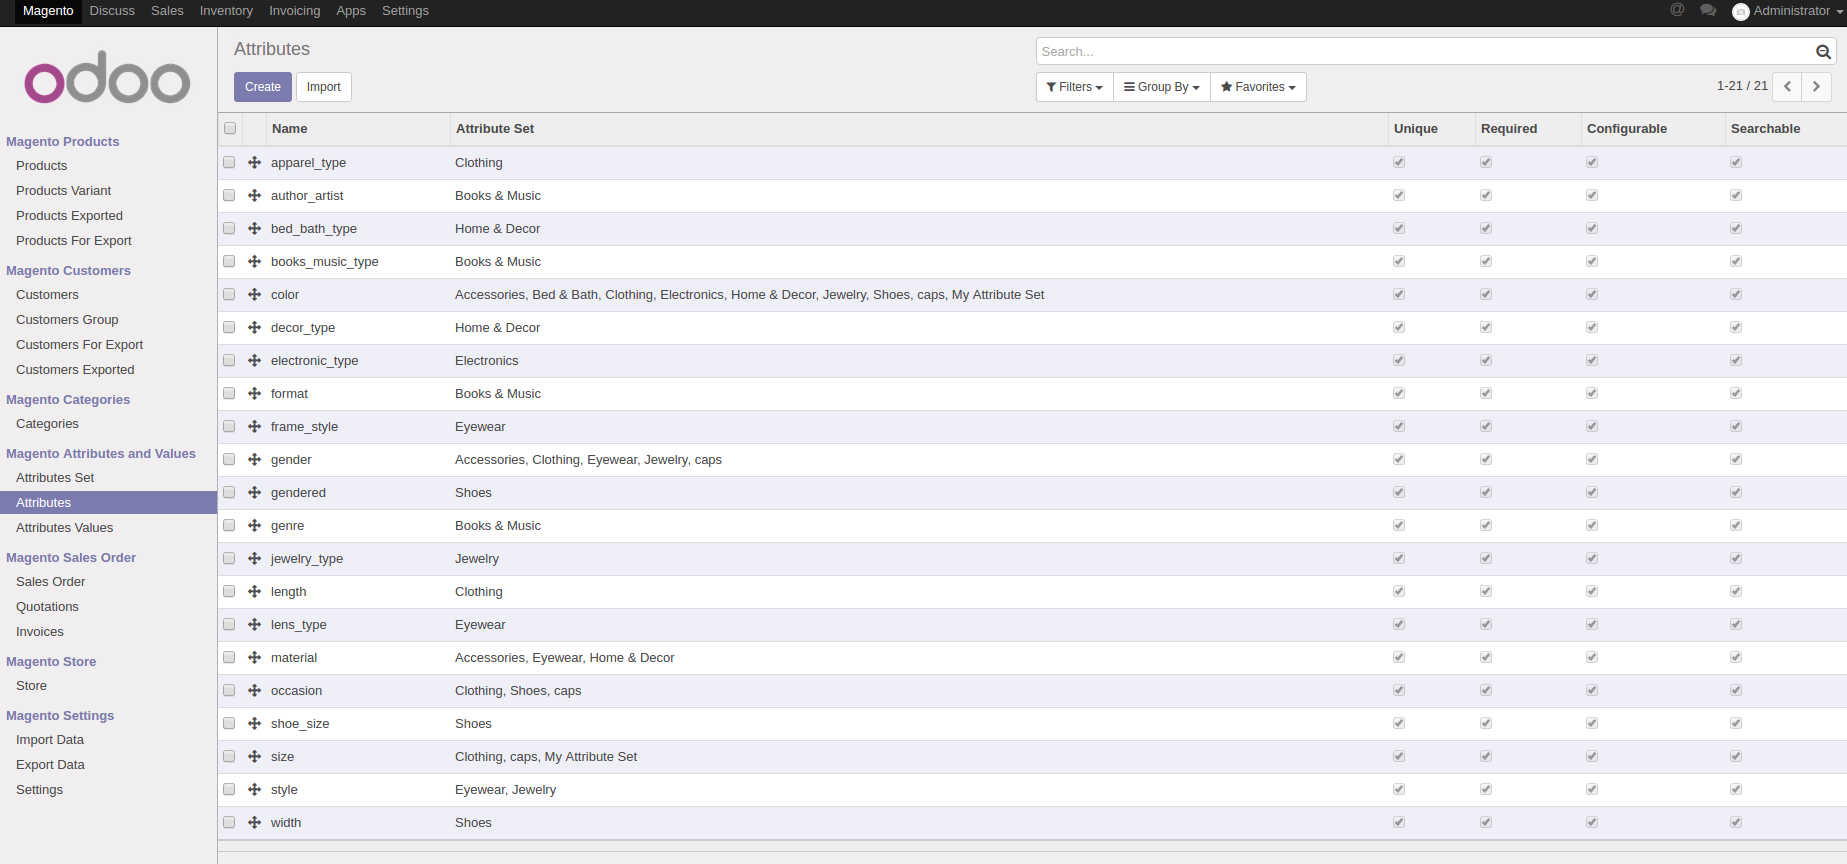 Magento Discuss Sales Inventory Invoicing Apps Settings @ Administrator
odoo
Magento Products
Products
Products Variant
Products Exported
Products For Export
Magento Customers
Customers
Customers Group
Customers For Export
Customers Exported
Magento Categories
Categories
Magento Attributes and Values
Attributes Set
Attributes
Attributes Values
Magento Sales Order
Sales Order
Quotations
Invoices
Magento Store
Store
Magento Settings
Import Data
Export Data
Settings
Attributes
Search...
Create Import
Filters Group By Favorites
1-21 / 21
Name Attribute Set Unique Required Configurable Searchable
apparel_type Clothing
author_artist Books & Music
bed_bath_type Home & Decor
books_music_type Books & Music
color Accessories, Bed & Bath, Clothing, Electronics, Home & Decor, Jewelry, Shoes, caps, My Attribute Set
decor_type Home & Decor
electronic_type Electronics
format Books & Music
frame_style Eyewear
gender Accessories, Clothing, Eyewear, Jewelry, caps
gendered Shoes
genre Books & Music
jewelry_type Jewelry
length Clothing
lens_type Eyewear
material Accessories, Eyewear, Home & Decor
occasion Clothing, Shoes, caps
shoe_size Shoes
size Clothing, caps, My Attribute Set
style Eyewear, Jewelry
width Shoes